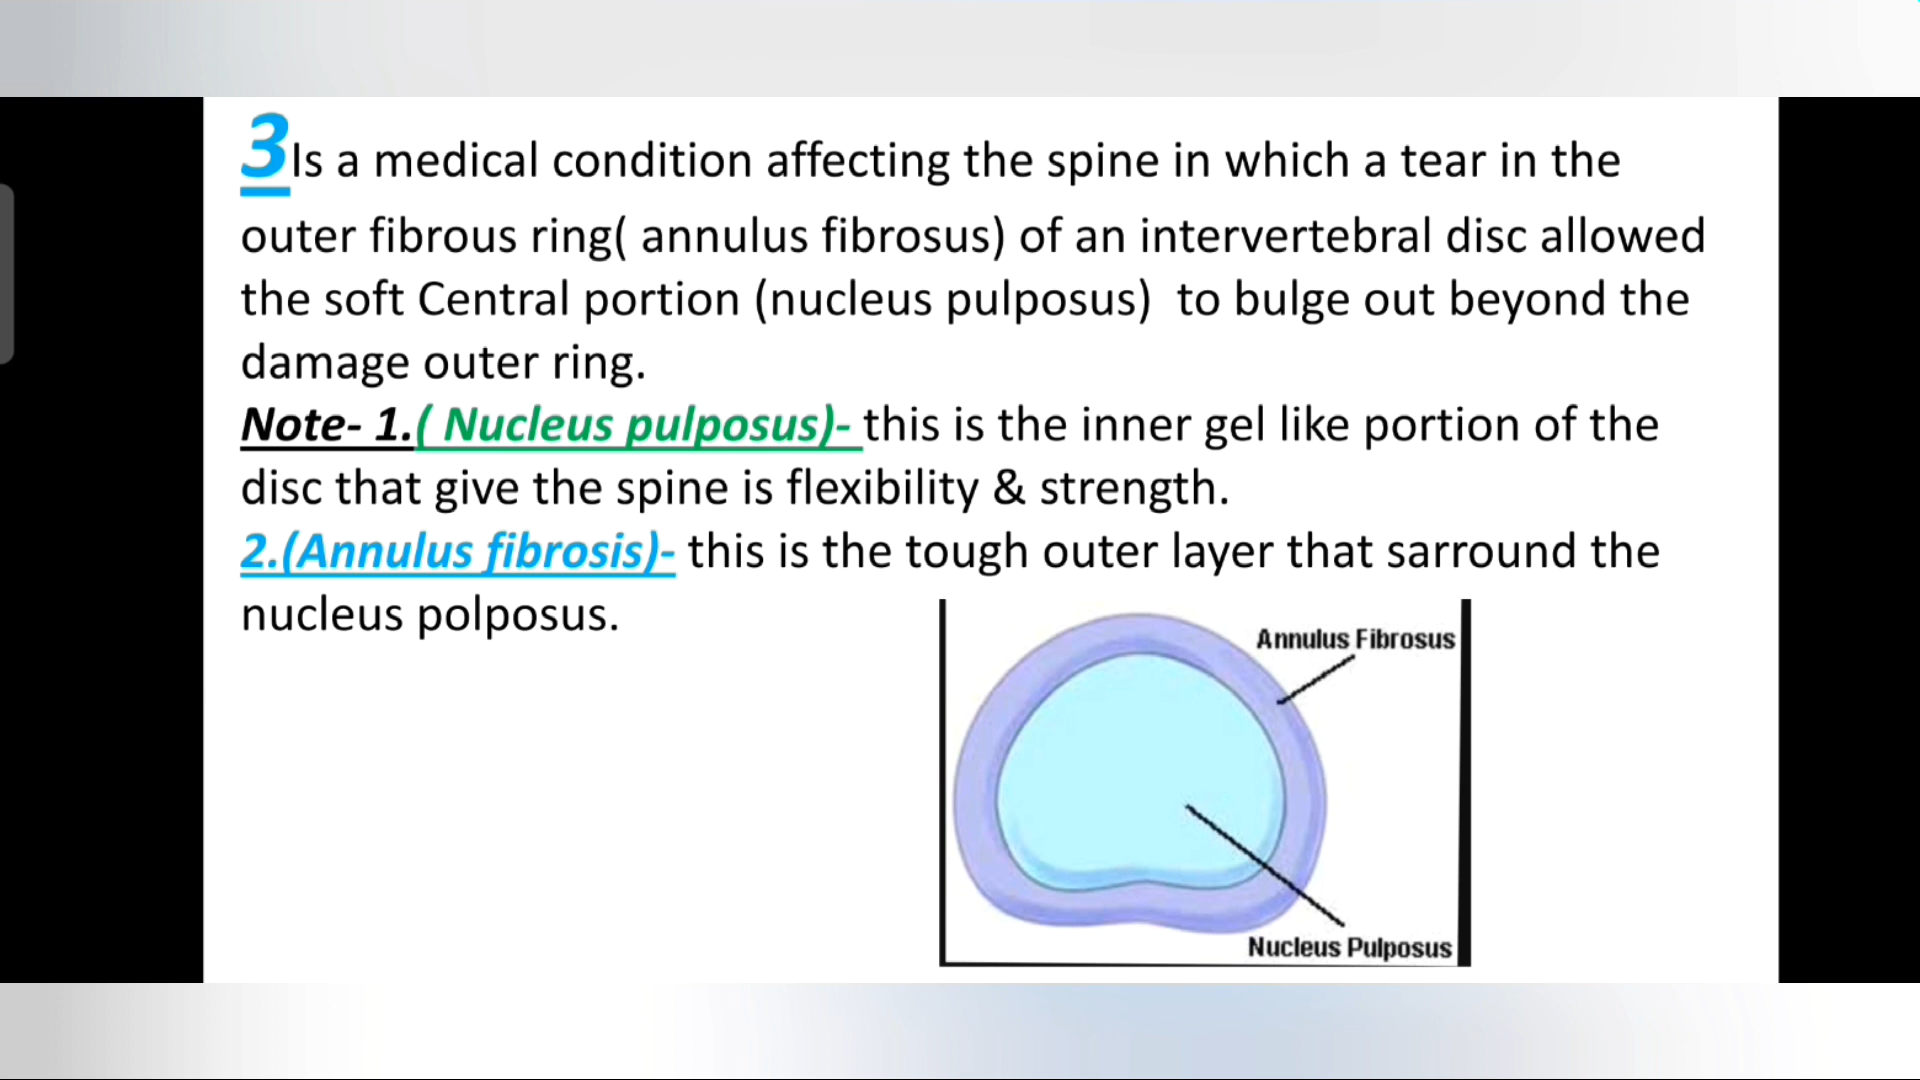 3Is a medical condition affecting the spine in which a tear in the
outer fibrous ring( annulus fibrosus) of an intervertebral disc allowed
the soft Central portion (nucleus pulposus)  to bulge out beyond the
damage outer ring.
Note- 1.( Nucleus pulposus)- this is the inner gel like portion of the
disc that give the spine is flexibility & strength.
2.(Annulus fibrosis)- this is the tough outer layer that sarround the
nucleus polposus.
Annulus Fibrosus
Nucleus Pulposus